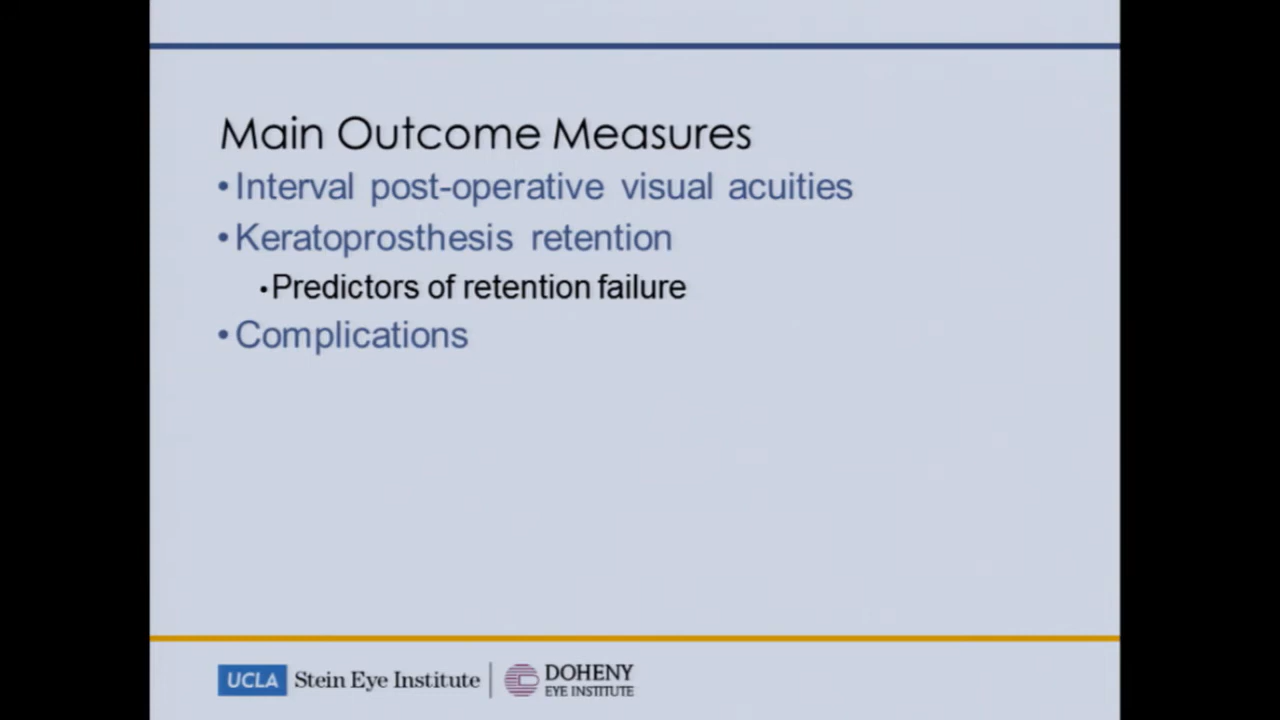 Main Outcome Measures
•Interval post-operative visual acuities
•Keratoprosthesis retention
•Predictors of retention failure
•Complications
UCLA Stein Eye Institute | DOHENY
EYE INSTITUTE